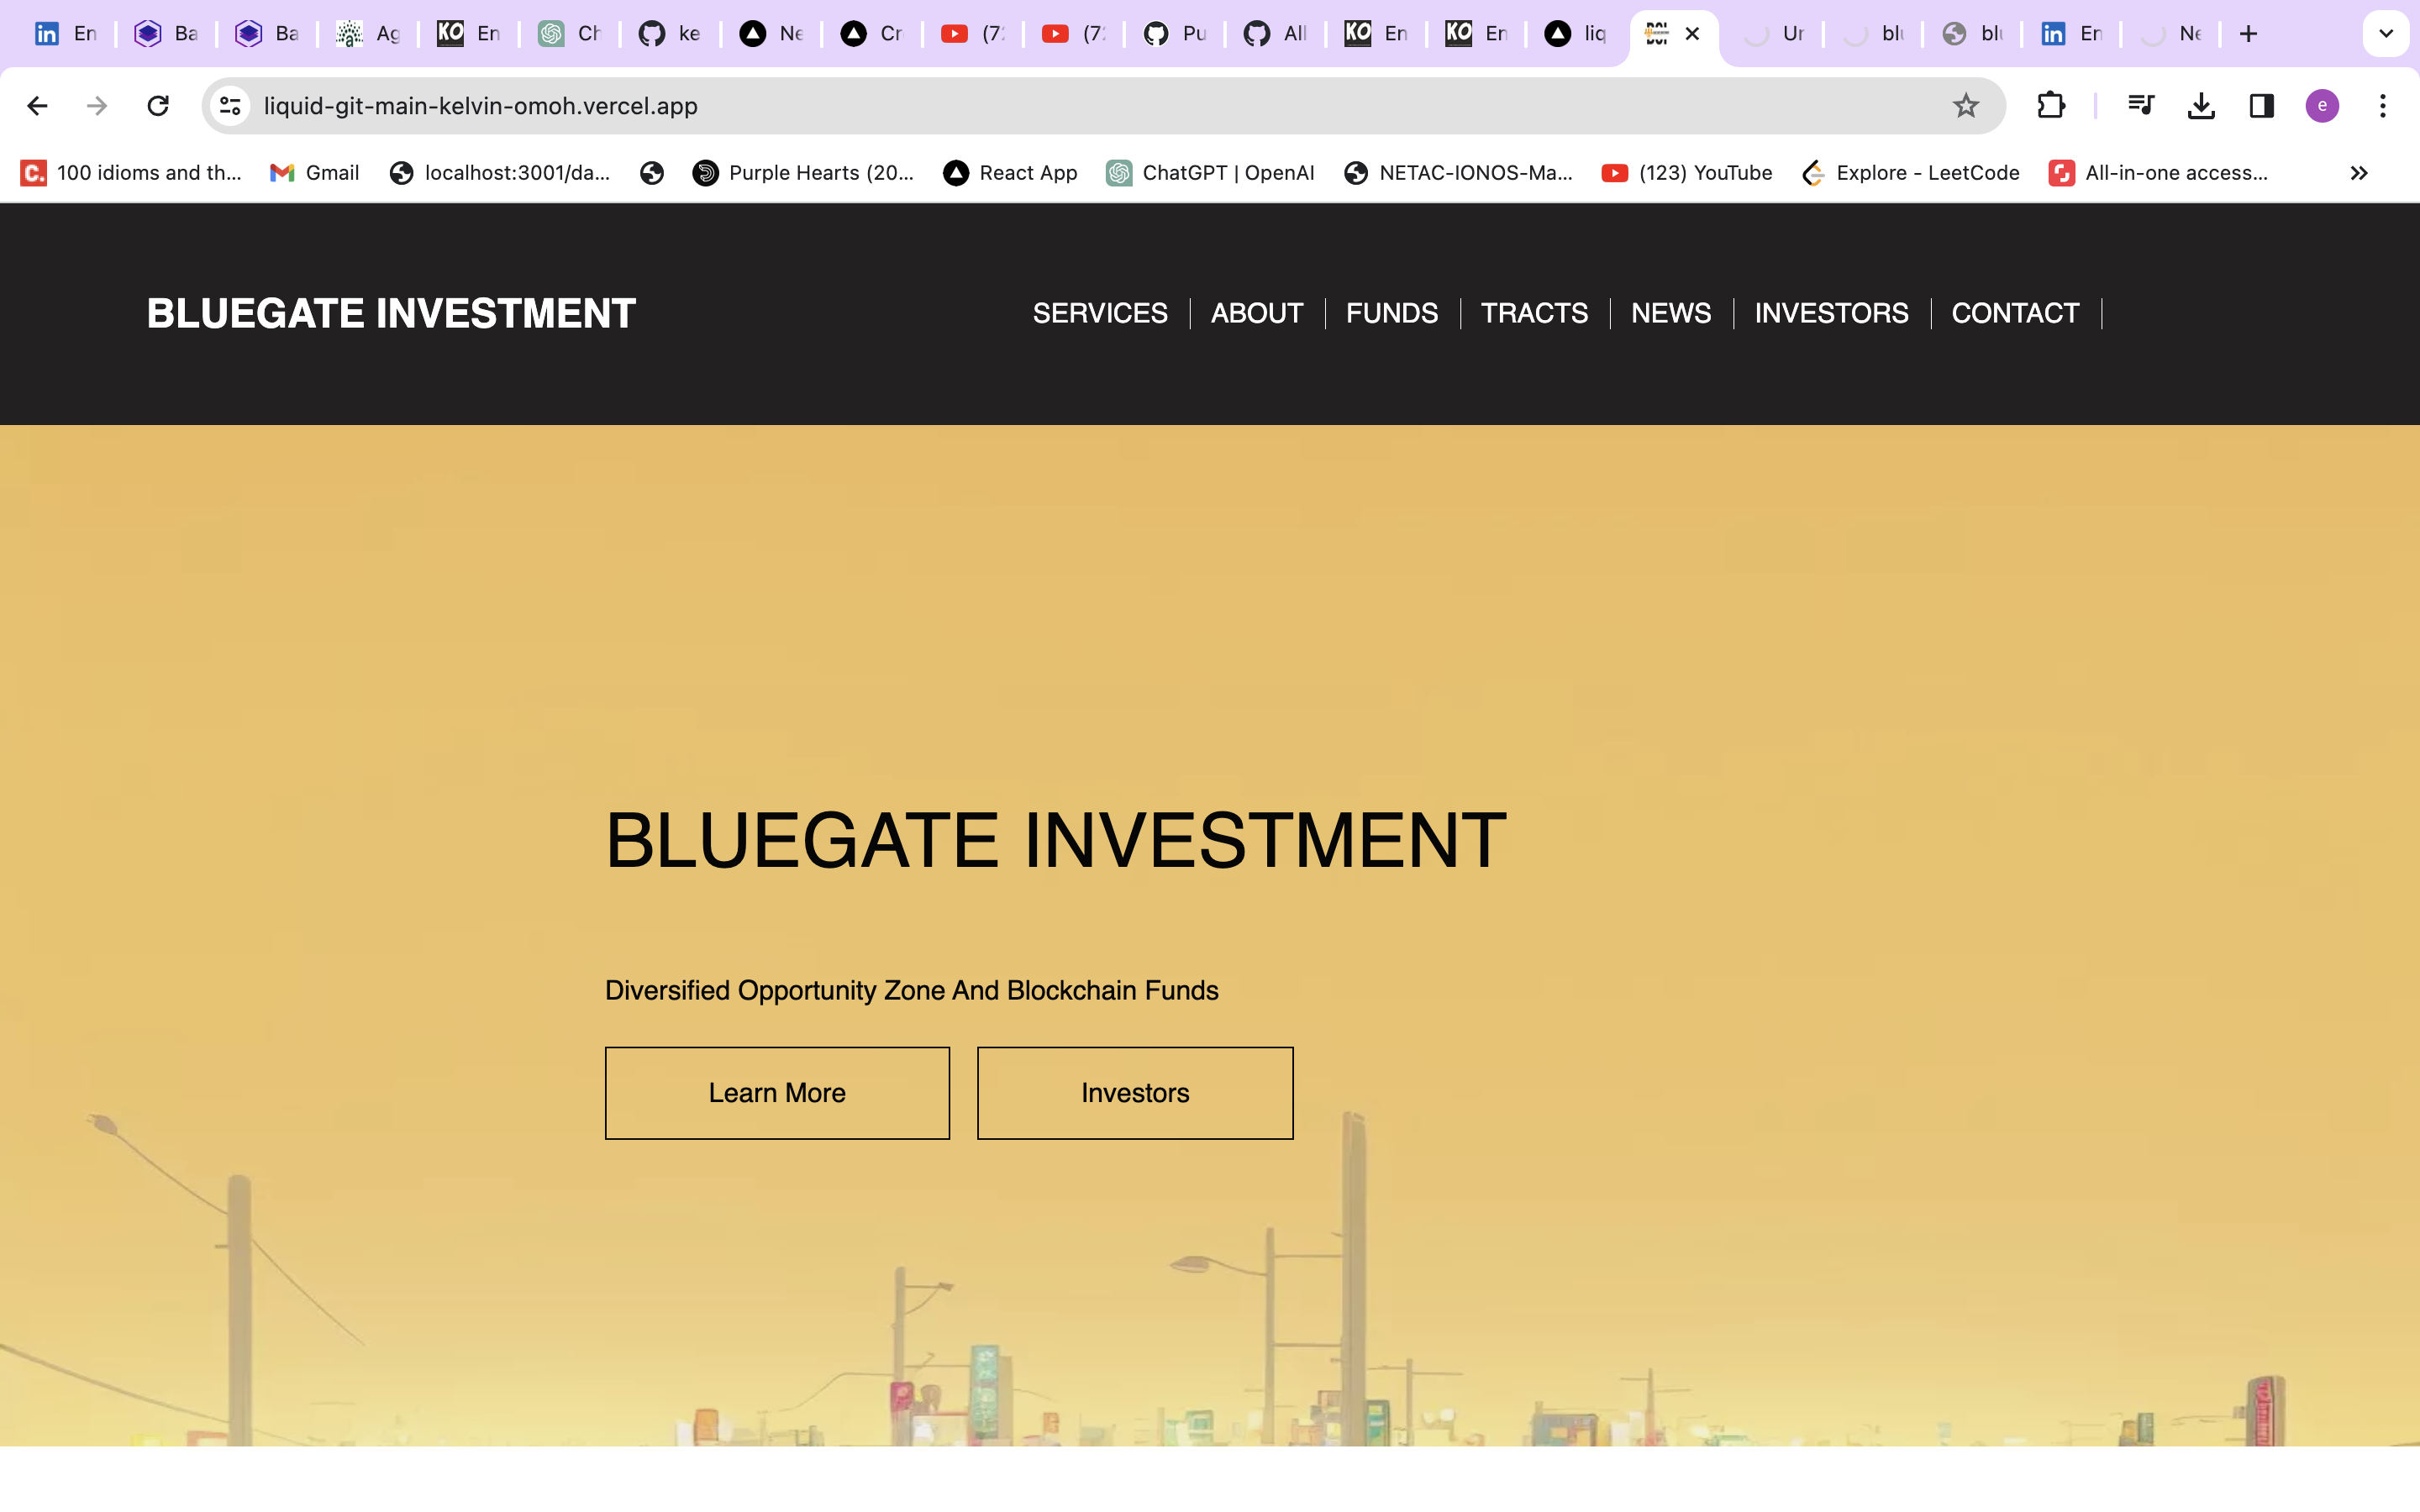 En Ba Ba Ag En Ch ke Ne Cr (7 (7 Pu All En En liq Ur blu blu En Ne
liquid-git-main-kelvin-omoh.vercel.app e
100 idioms and th... Gmail localhost:3001/da... Purple Hearts (20... React App ChatGPT | OpenAI NETAC-IONOS-Ma... (123) YouTube Explore - LeetCode All-in-one access...
BLUEGATE INVESTMENT SERVICES ABOUT FUNDS TRACTS NEWS INVESTORS CONTACT
BLUEGATE INVESTMENT
Diversified Opportunity Zone And Blockchain Funds
Learn More Investors